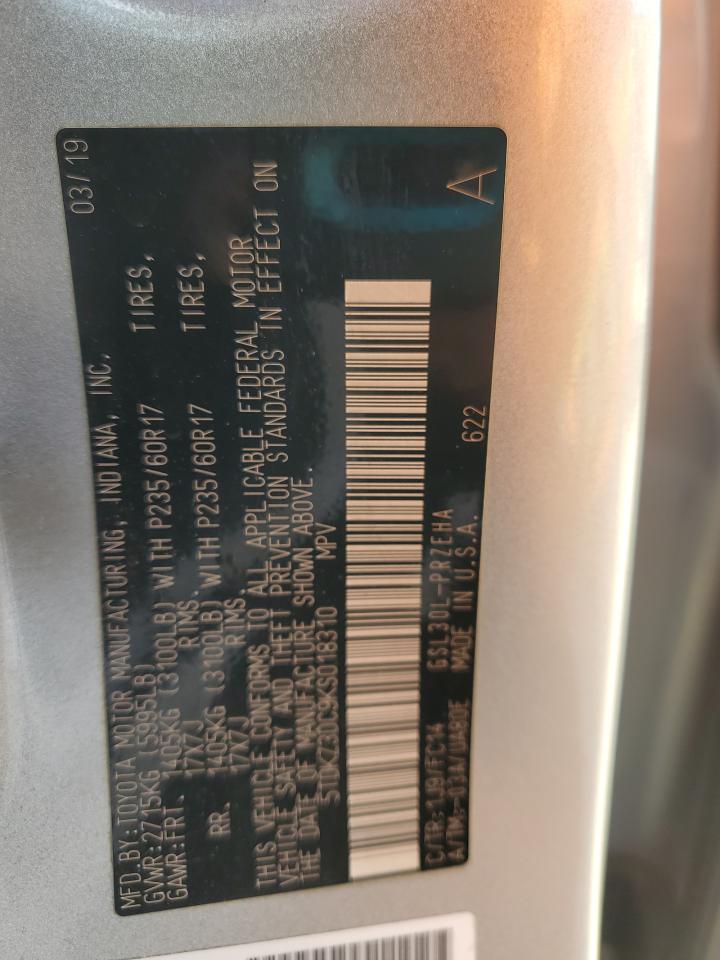 MFD.BY:TOYOTA MOTOR MANUFACTURING, INDIANA, INC. 03/19
GVWR:2715KG (5995LB)
GAWR:FRT. 1405KG (3100LB) WITH P235/60R17 TIRES,
17X7J RIMS.
RR. 1405KG (3100LB) WITH P235/60R17 TIRES,
17X7J RIMS.
THIS VEHICLE CONFORMS TO ALL APPLICABLE FEDERAL MOTOR
VEHICLE SAFETY AND THEFT PREVENTION STANDARDS IN EFFECT ON
THE DATE OF MANUFACTURE SHOWN ABOVE
MPV
C/TR:1J9/FC14 GSL30L-PRZEHA A
MADE IN U.S.A. 622